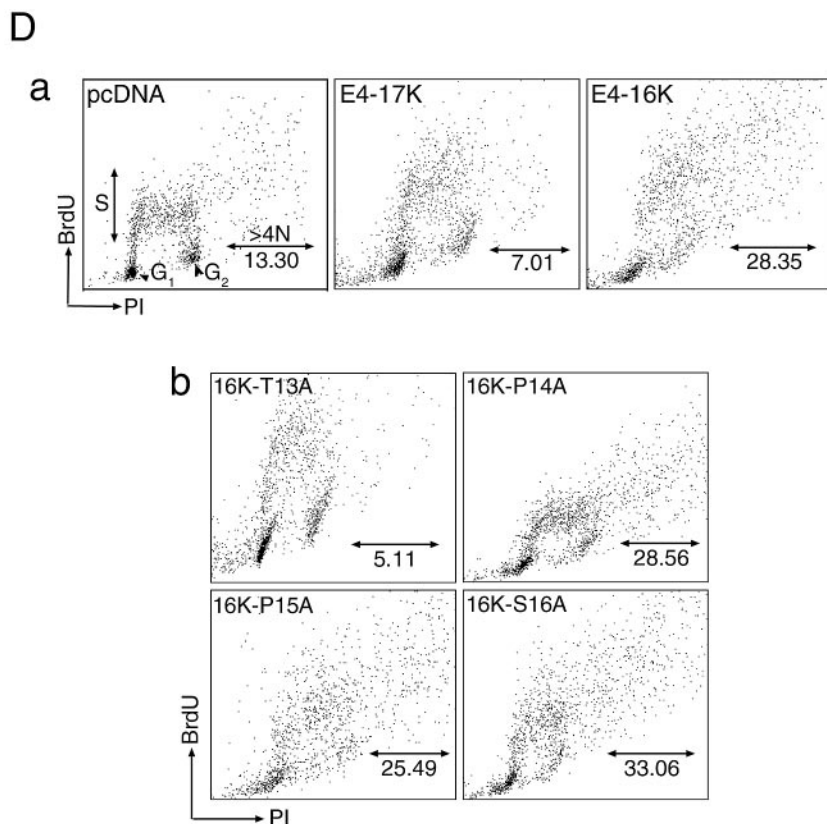 D
a
pcDNA
E4-17K
E4-16K
BrdU
S
>4N
13.30
G1
G2
PI
7.01
28.35
b
16K-T13A
16K-P14A
5.11
28.56
16K-P15A
16K-S16A
BrdU
25.49
33.06
PI